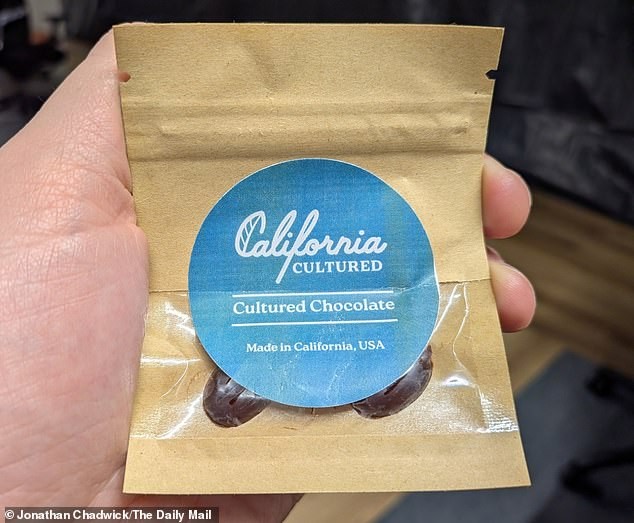 California
CULTURED
Cultured Chocolate
Made in California, USA
© Jonathan Chadwick/The Daily Mail